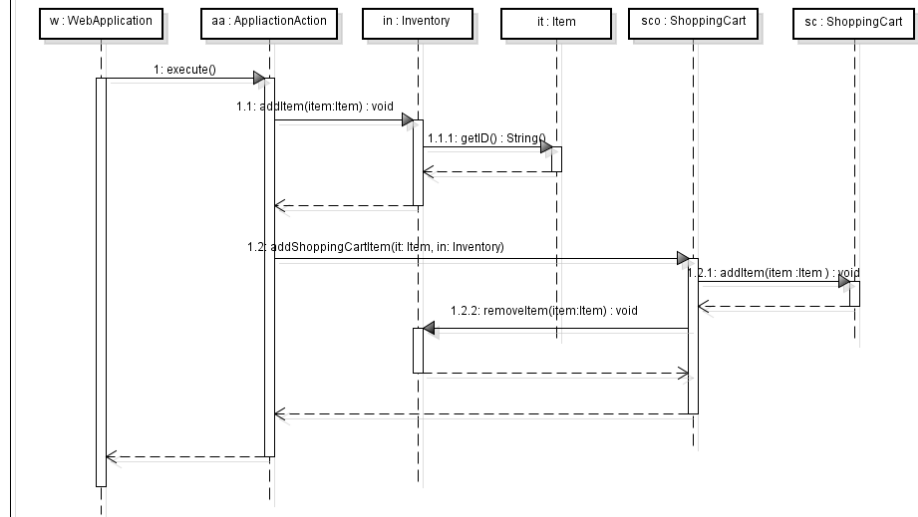 w : WebApplication
aa : AppliactionAction
in : Inventory
it : Item
sco : ShoppingCart
sc : ShoppingCart
1: execute()
1.1: addItem(item:Item) : void
1.1.1: getID() : String()
1.2: addShoppingCartItem(it: Item, in: Inventory)
1.2.1: addItem(item :Item ) : void
1.2.2: removeItem(item:Item) : void